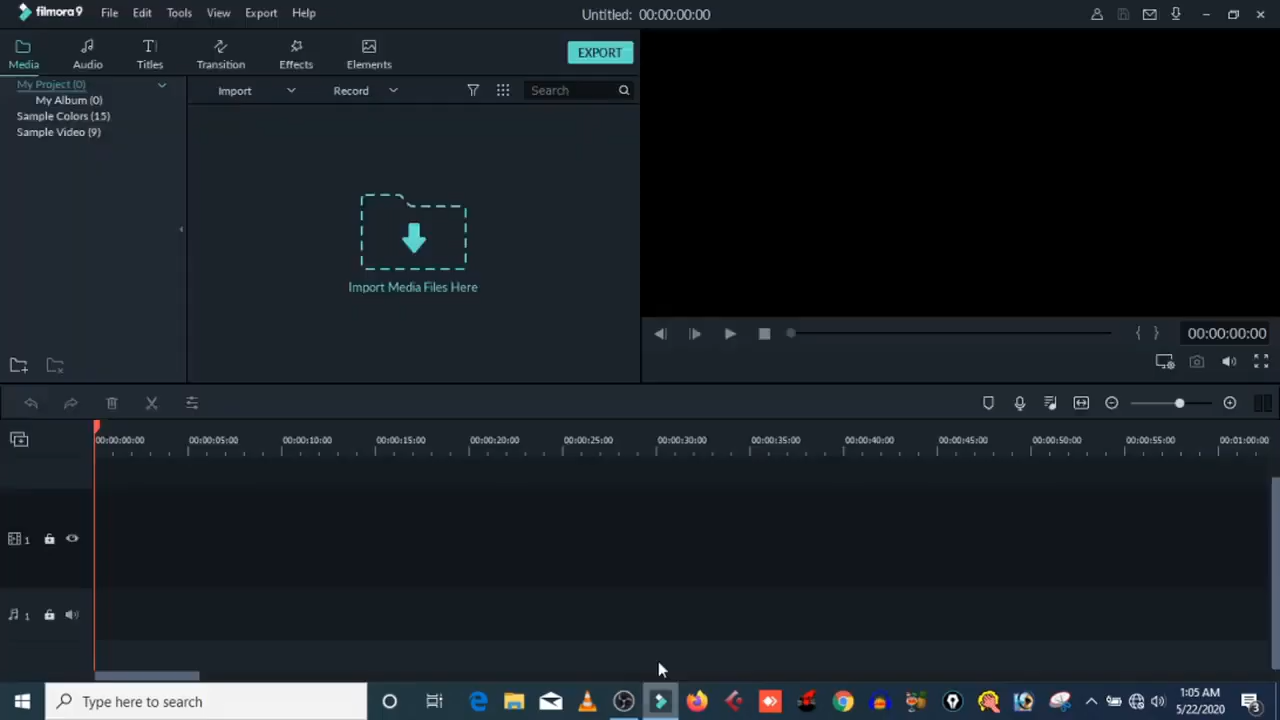 filmora9 File Edit Tools View Export Help Untitled: 00:00:00:00
Media Audio Titles Transition Effects Elements EXPORT
My Project (0) Import Record Search
My Album (0)
Sample Colors (15)
Sample Video (9)
Import Media Files Here
00:00:00:00
00:00:00:00 00:00:05:00 00:00:10:00 00:00:15:00 00:00:20:00 00:00:25:00 00:00:30:00 00:00:35:00 00:00:40:00 00:00:45:00 00:00:50:00 00:00:55:00 00:01:00:00
1
1
Type here to search
1:05 AM
5/22/2020
3